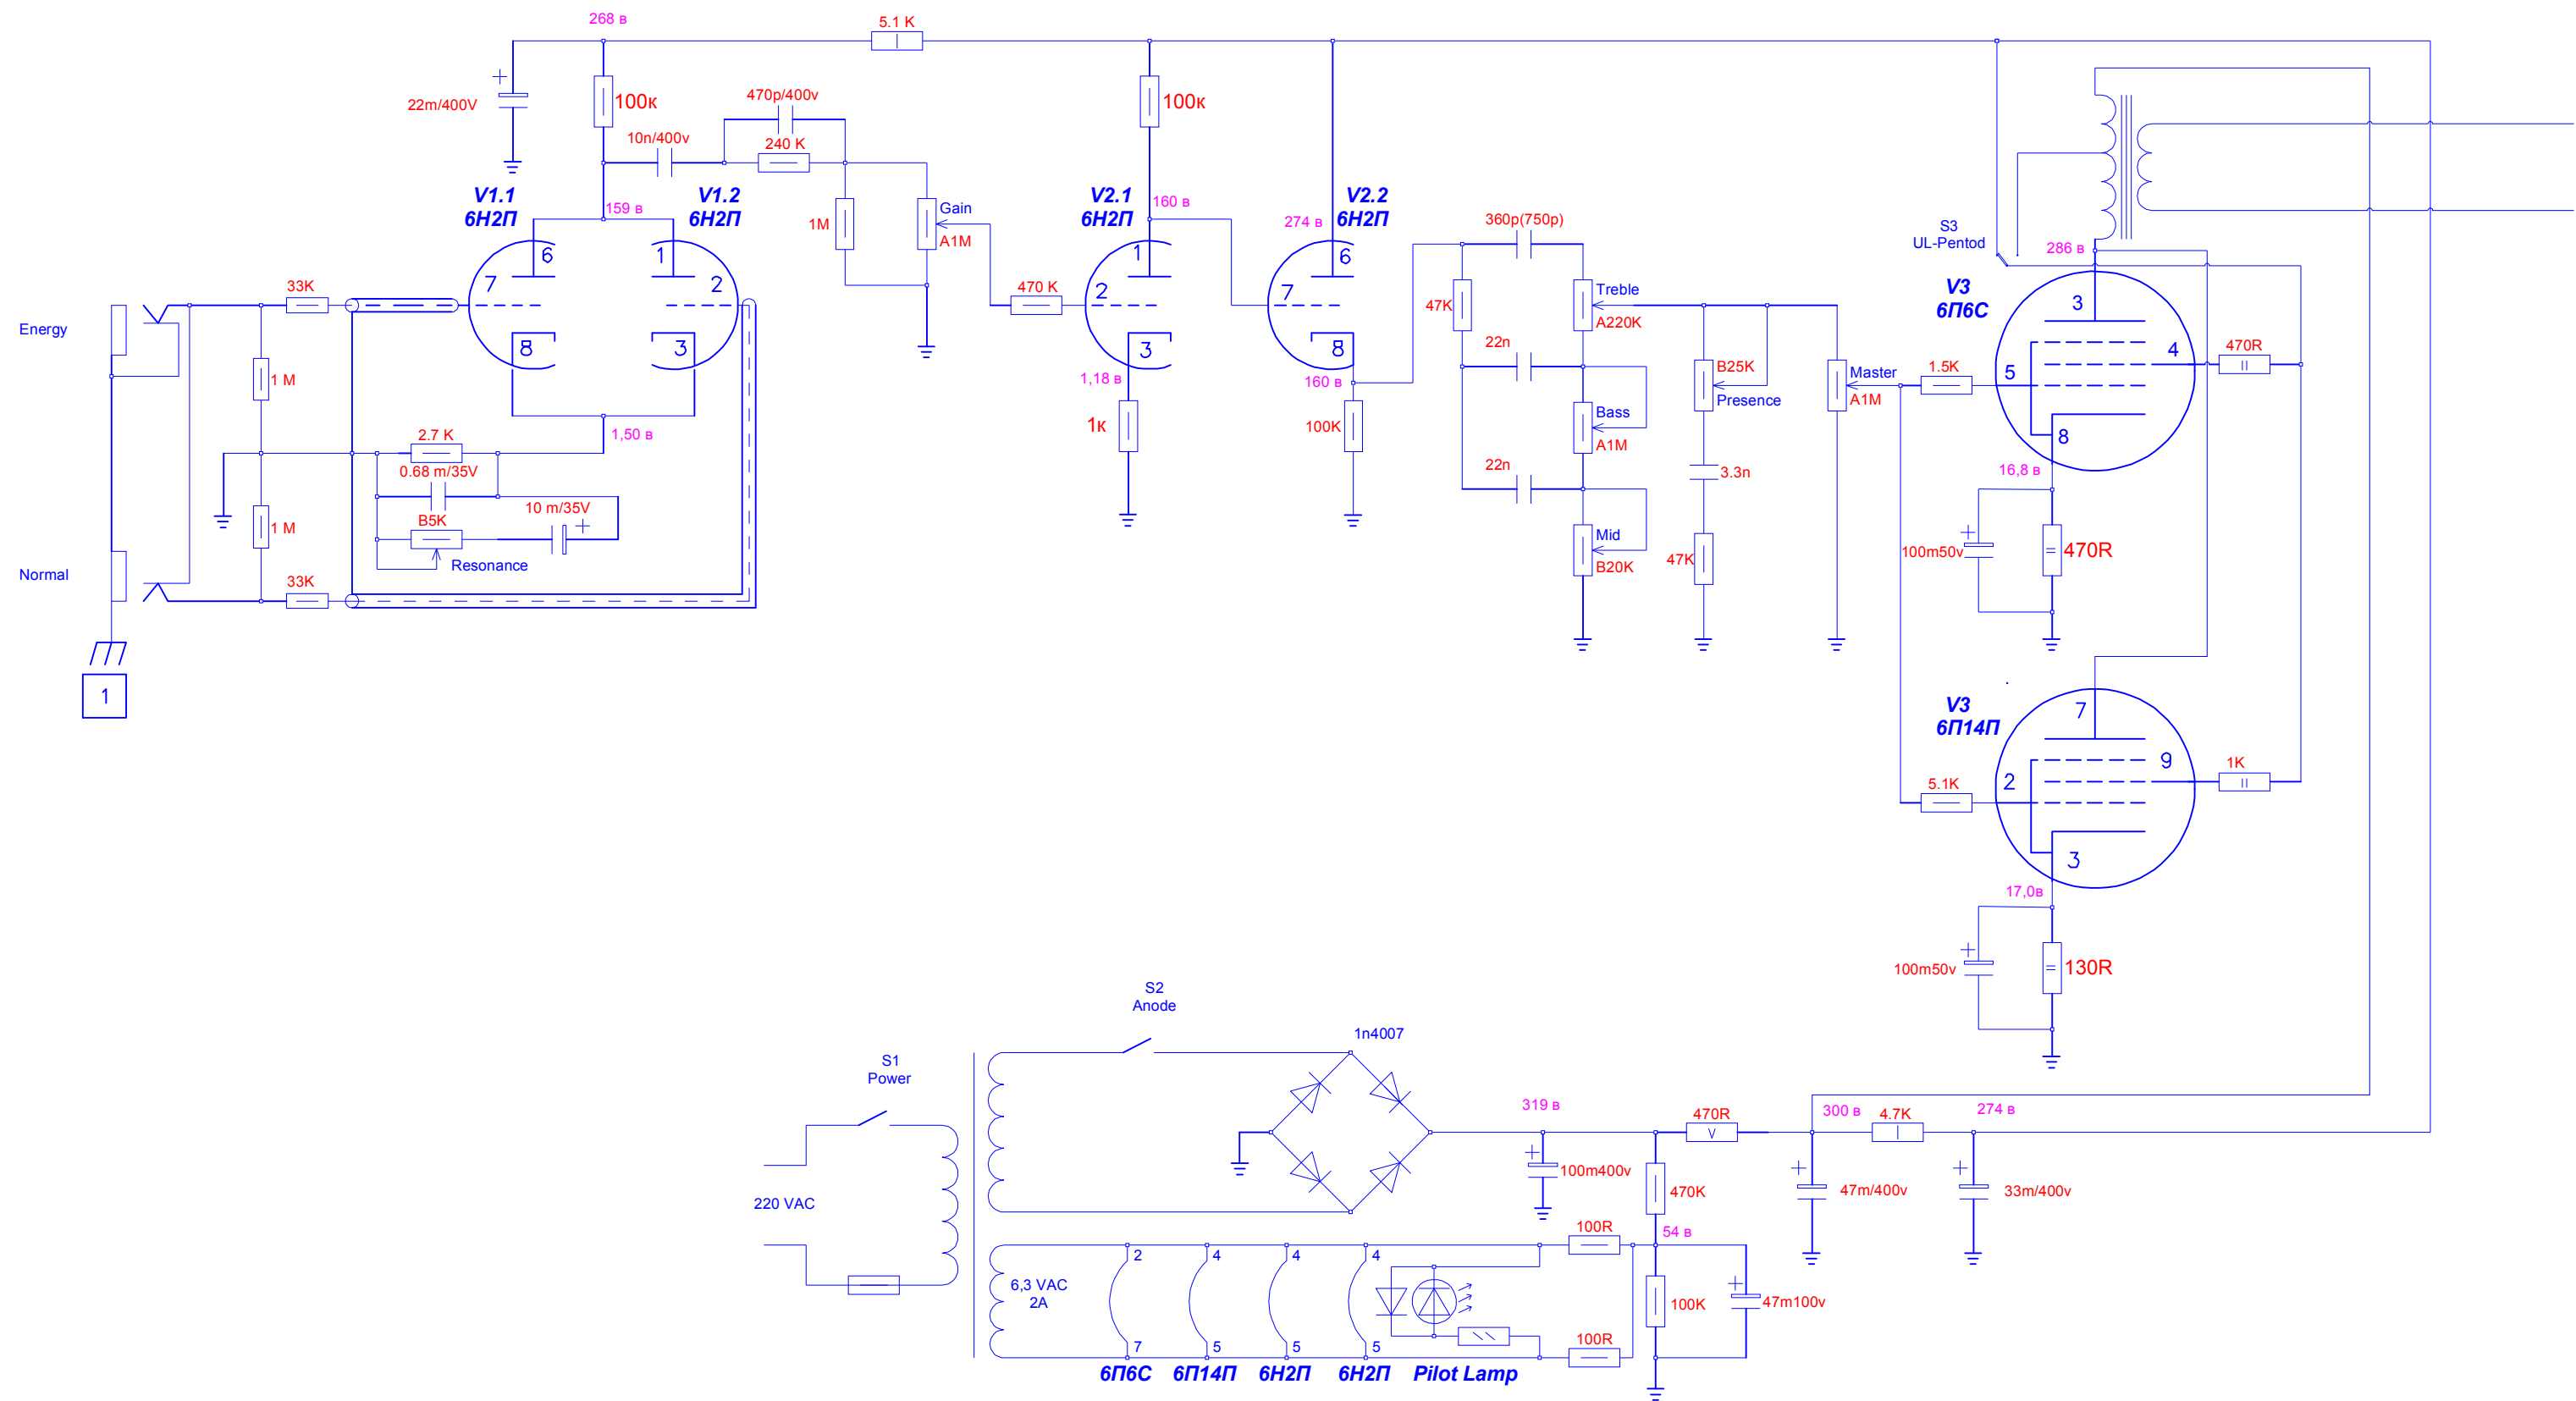 268 в
5.1 K
22m/400V
100к
470p/400v
10n/400v
240 K
V1.1
6Н2П
V1.2
6Н2П
159 в
1M
Gain
A1M
6
7
8
1
2
3
33K
Energy
1 M
2.7 K
1,50 в
0.68 m/35V
10 m/35V
B5K
Resonance
1 M
Normal
33K
1
100к
V2.1
6Н2П
160 в
470 K
1
2
3
1,18 в
1к
V2.2
6Н2П
274 в
6
7
8
160 в
100K
360p(750p)
47K
Treble
A220K
22n
Bass
A1M
22n
Mid
B20K
B25K
Presence
3.3n
47K
Master
A1M
S3
UL-Pentod
286 в
V3
6П6С
3
4
5
8
1.5K
470R
16,8 в
100m50v
470R
V3
6П14П
7
9
2
3
5.1K
1K
17,0в
100m50v
130R
S2
Anode
1n4007
S1
Power
220 VAC
319 в
100m400v
470R
V
300 в
4.7K
274 в
470K
47m/400v
33m/400v
100R
54 в
6,3 VAC
2A
2
4
4
4
7
5
5
5
100K
47m100v
100R
6П6С
6П14П
6Н2П
6Н2П
Pilot Lamp